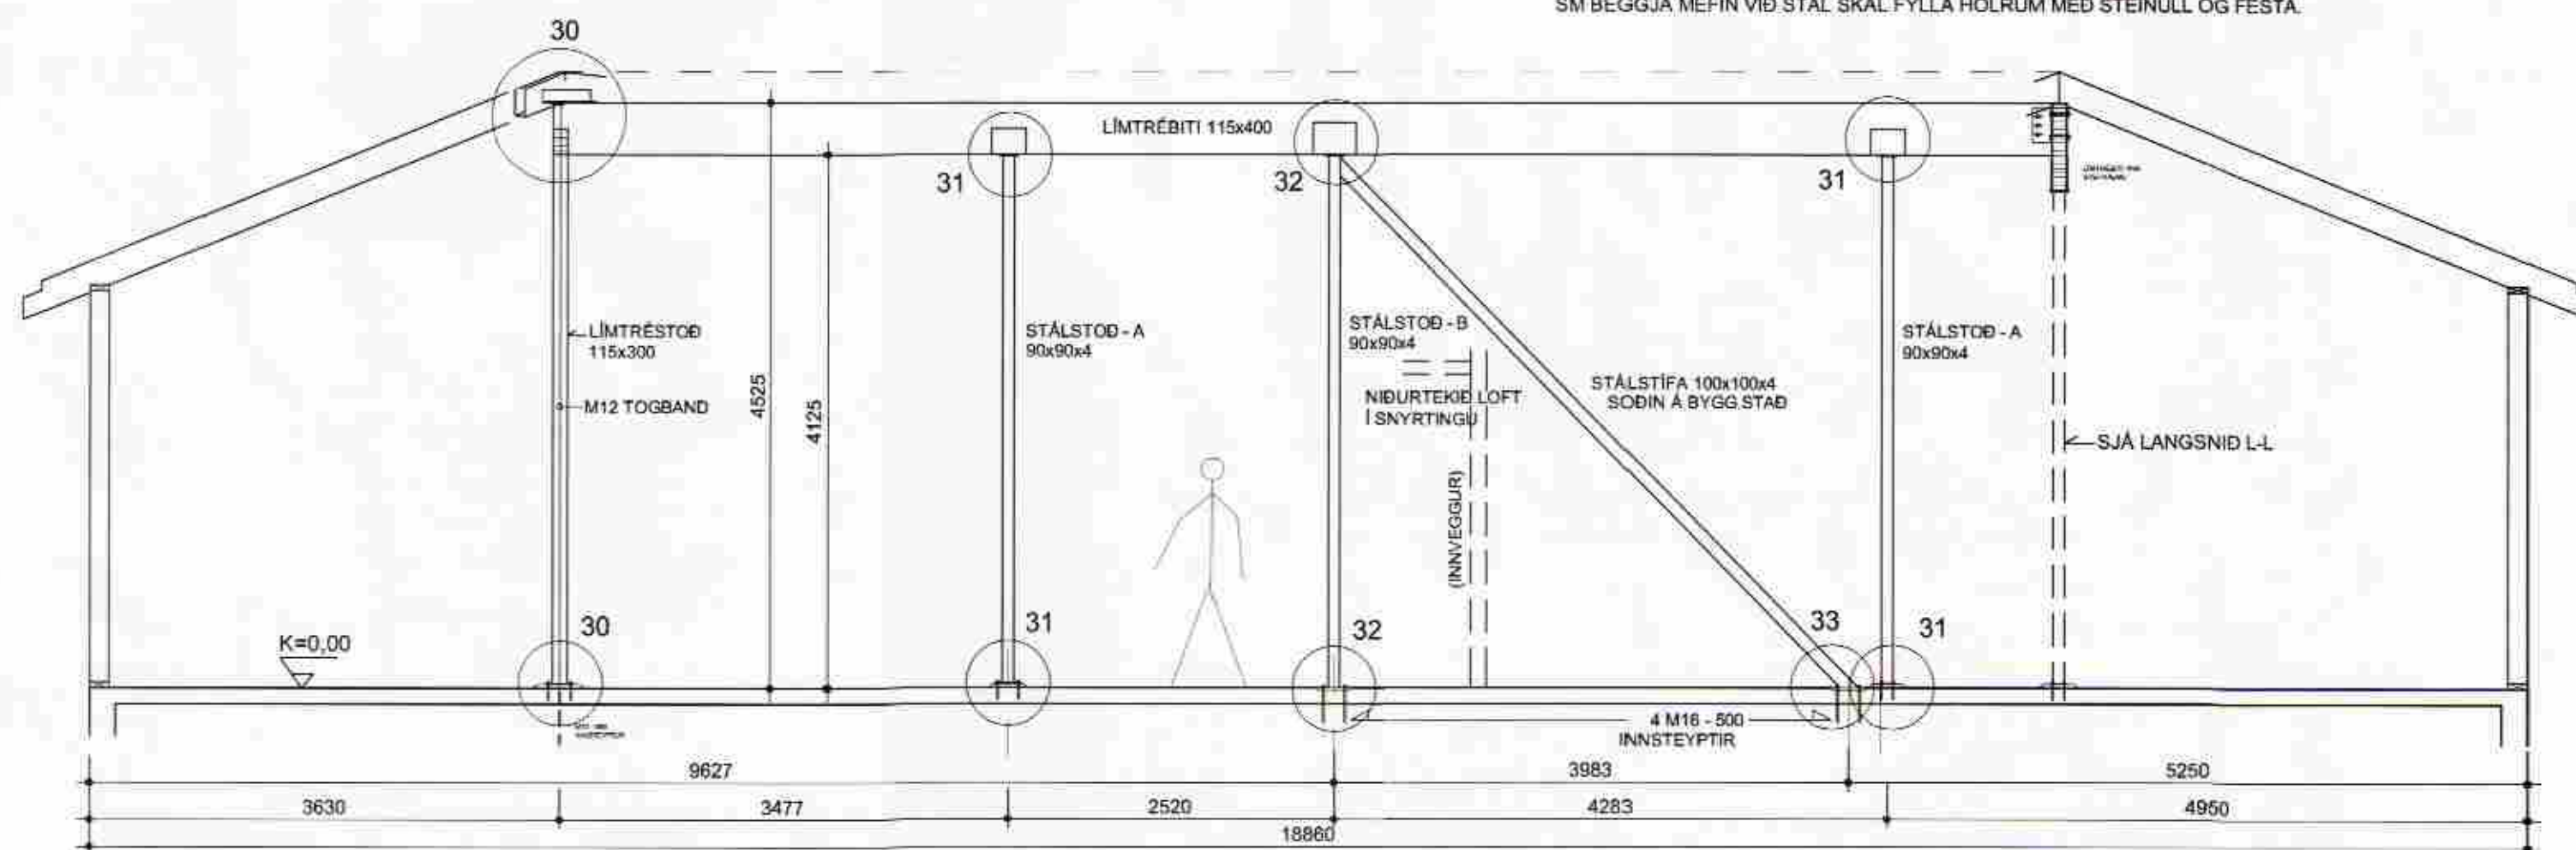 SM BEGGJA MEFIN VIÐ STÁL SKAL FYLLA HOLRÚM MEÐ STEINULL OG FESTA.
30
LÍMTRÉBITI 115x400
31
32
31
LÍMTRÉSTOÐ
115x300
M12 TOGBAND
4525
4125
STÁLSTOÐ - A
90x90x4
STÁLSTOÐ - B
90x90x4
NIÐURTEKIÐ LOFT
Í SNYRTINGU
(INNVEGGUR)
STÁLSTÍFA 100x100x4
SOÐIN Á BYGG.STAÐ
STÁLSTOÐ - A
90x90x4
SJÁ LANGSNIÐ L-L
K=0,00
30
31
32
33
31
4 M16 - 500
INNSTEYPTIR
9627
3983
5250
3630
3477
2520
4283
4950
18860